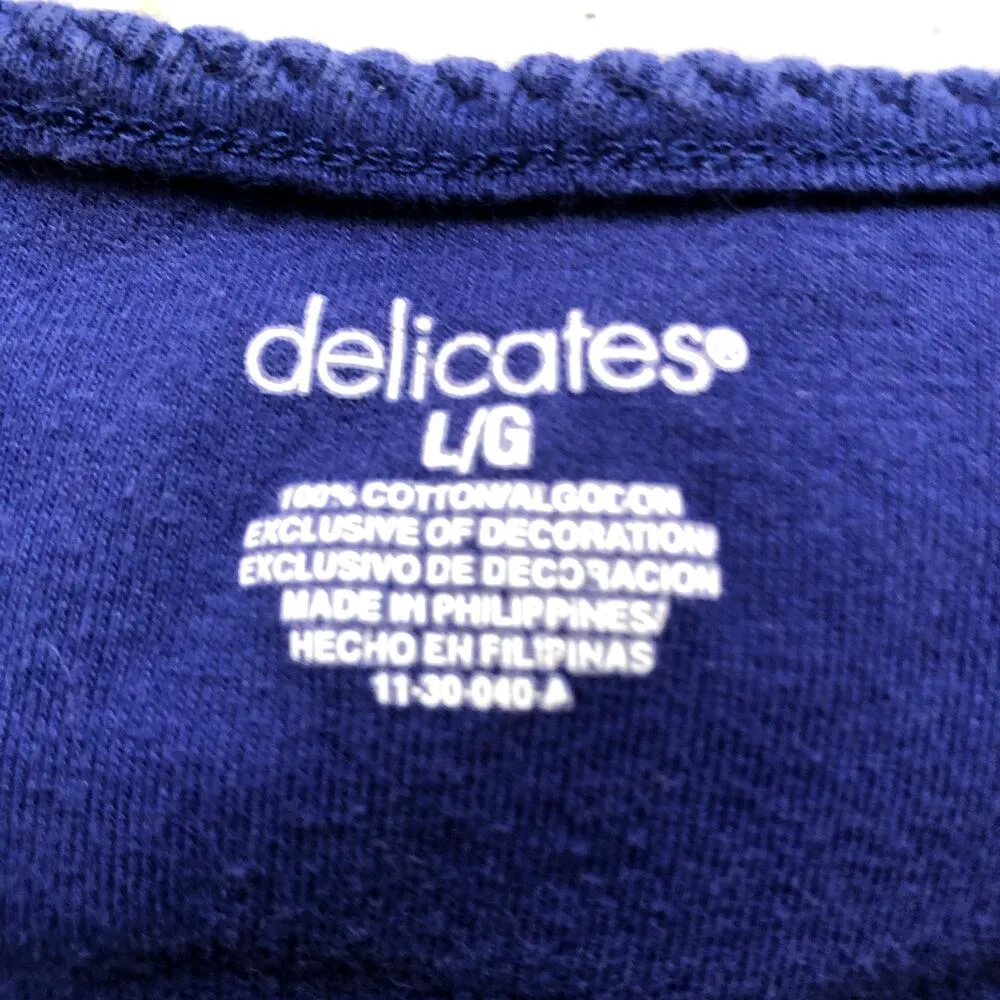 delicates®
L/G
100% COTTON/ALGODON
EXCLUSIVE OF DECORATION/
EXCLUSIVO DE DECORACION
MADE IN PHILIPPINES/
HECHO EN FILIPINAS
11-30-040-A